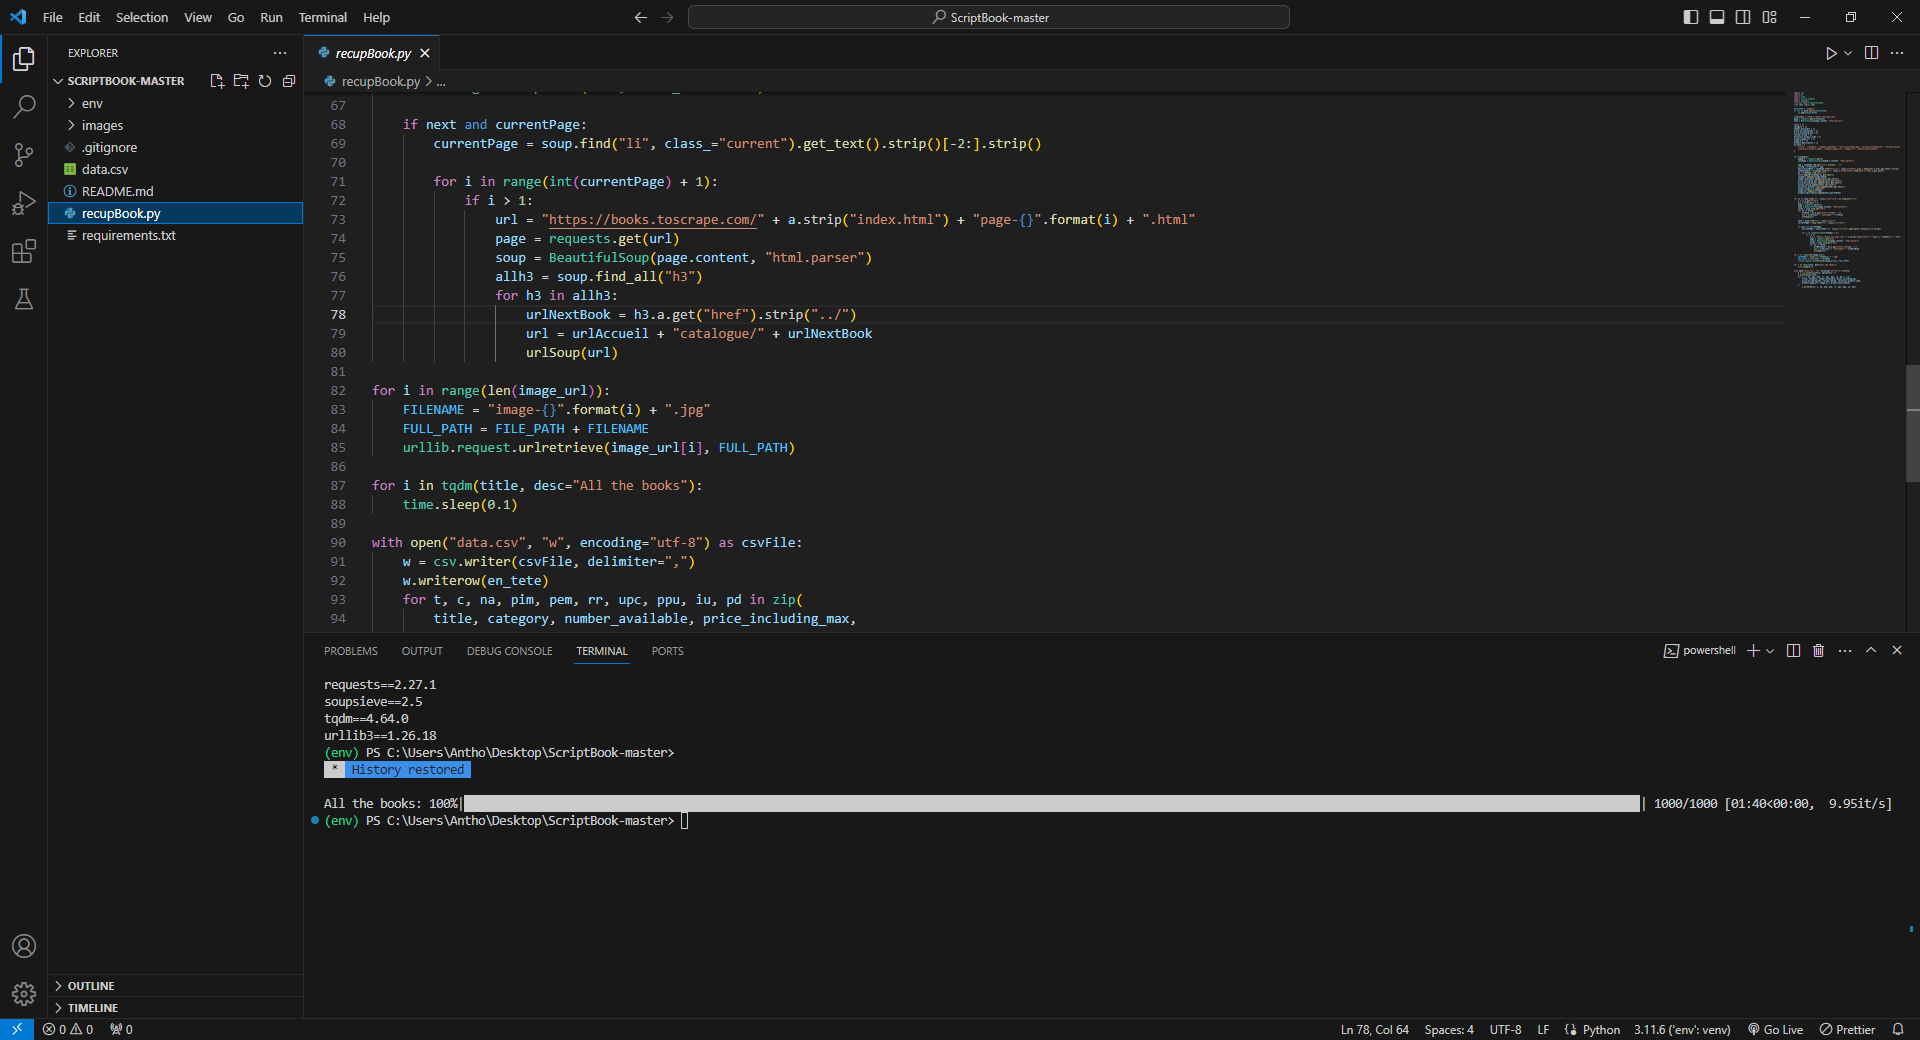 File Edit Selection View Go Run Terminal Help
ScriptBook-master
EXPLORER
SCRIPTBOOK-MASTER
env
images
.gitignore
data.csv
README.md
recupBook.py
requirements.txt
OUTLINE
TIMELINE
recupBook.py
recupBook.py > ...
67
68 if next and currentPage:
69 currentPage = soup.find("li", class_="current").get_text().strip()[-2:].strip()
70
71 for i in range(int(currentPage) + 1):
72 if i > 1:
73 url = "https://books.toscrape.com/" + a.strip("index.html") + "page-{}".format(i) + ".html"
74 page = requests.get(url)
75 soup = BeautifulSoup(page.content, "html.parser")
76 allh3 = soup.find_all("h3")
77 for h3 in allh3:
78 urlNextBook = h3.a.get("href").strip("../")
79 url = urlAccueil + "catalogue/" + urlNextBook
80 urlSoup(url)
81
82 for i in range(len(image_url)):
83 FILENAME = "image-{}".format(i) + ".jpg"
84 FULL_PATH = FILE_PATH + FILENAME
85 urllib.request.urlretrieve(image_url[i], FULL_PATH)
86
87 for i in tqdm(title, desc="All the books"):
88 time.sleep(0.1)
89
90 with open("data.csv", "w", encoding="utf-8") as csvFile:
91 w = csv.writer(csvFile, delimiter=",")
92 w.writerow(en_tete)
93 for t, c, na, pim, pem, rr, upc, ppu, iu, pd in zip(
94 title, category, number_available, price_including_max,
PROBLEMS OUTPUT DEBUG CONSOLE TERMINAL PORTS
powershell
requests==2.27.1
soupsieve==2.5
tqdm==4.64.0
urllib3==1.26.18
(env) PS C:\Users\Antho\Desktop\ScriptBook-master>
* History restored
All the books: 100%| | 1000/1000 [01:40<00:00, 9.95it/s]
(env) PS C:\Users\Antho\Desktop\ScriptBook-master>
0 0 0
Ln 78, Col 64 Spaces: 4 UTF-8 LF Python 3.11.6 ('env': venv) Go Live Prettier